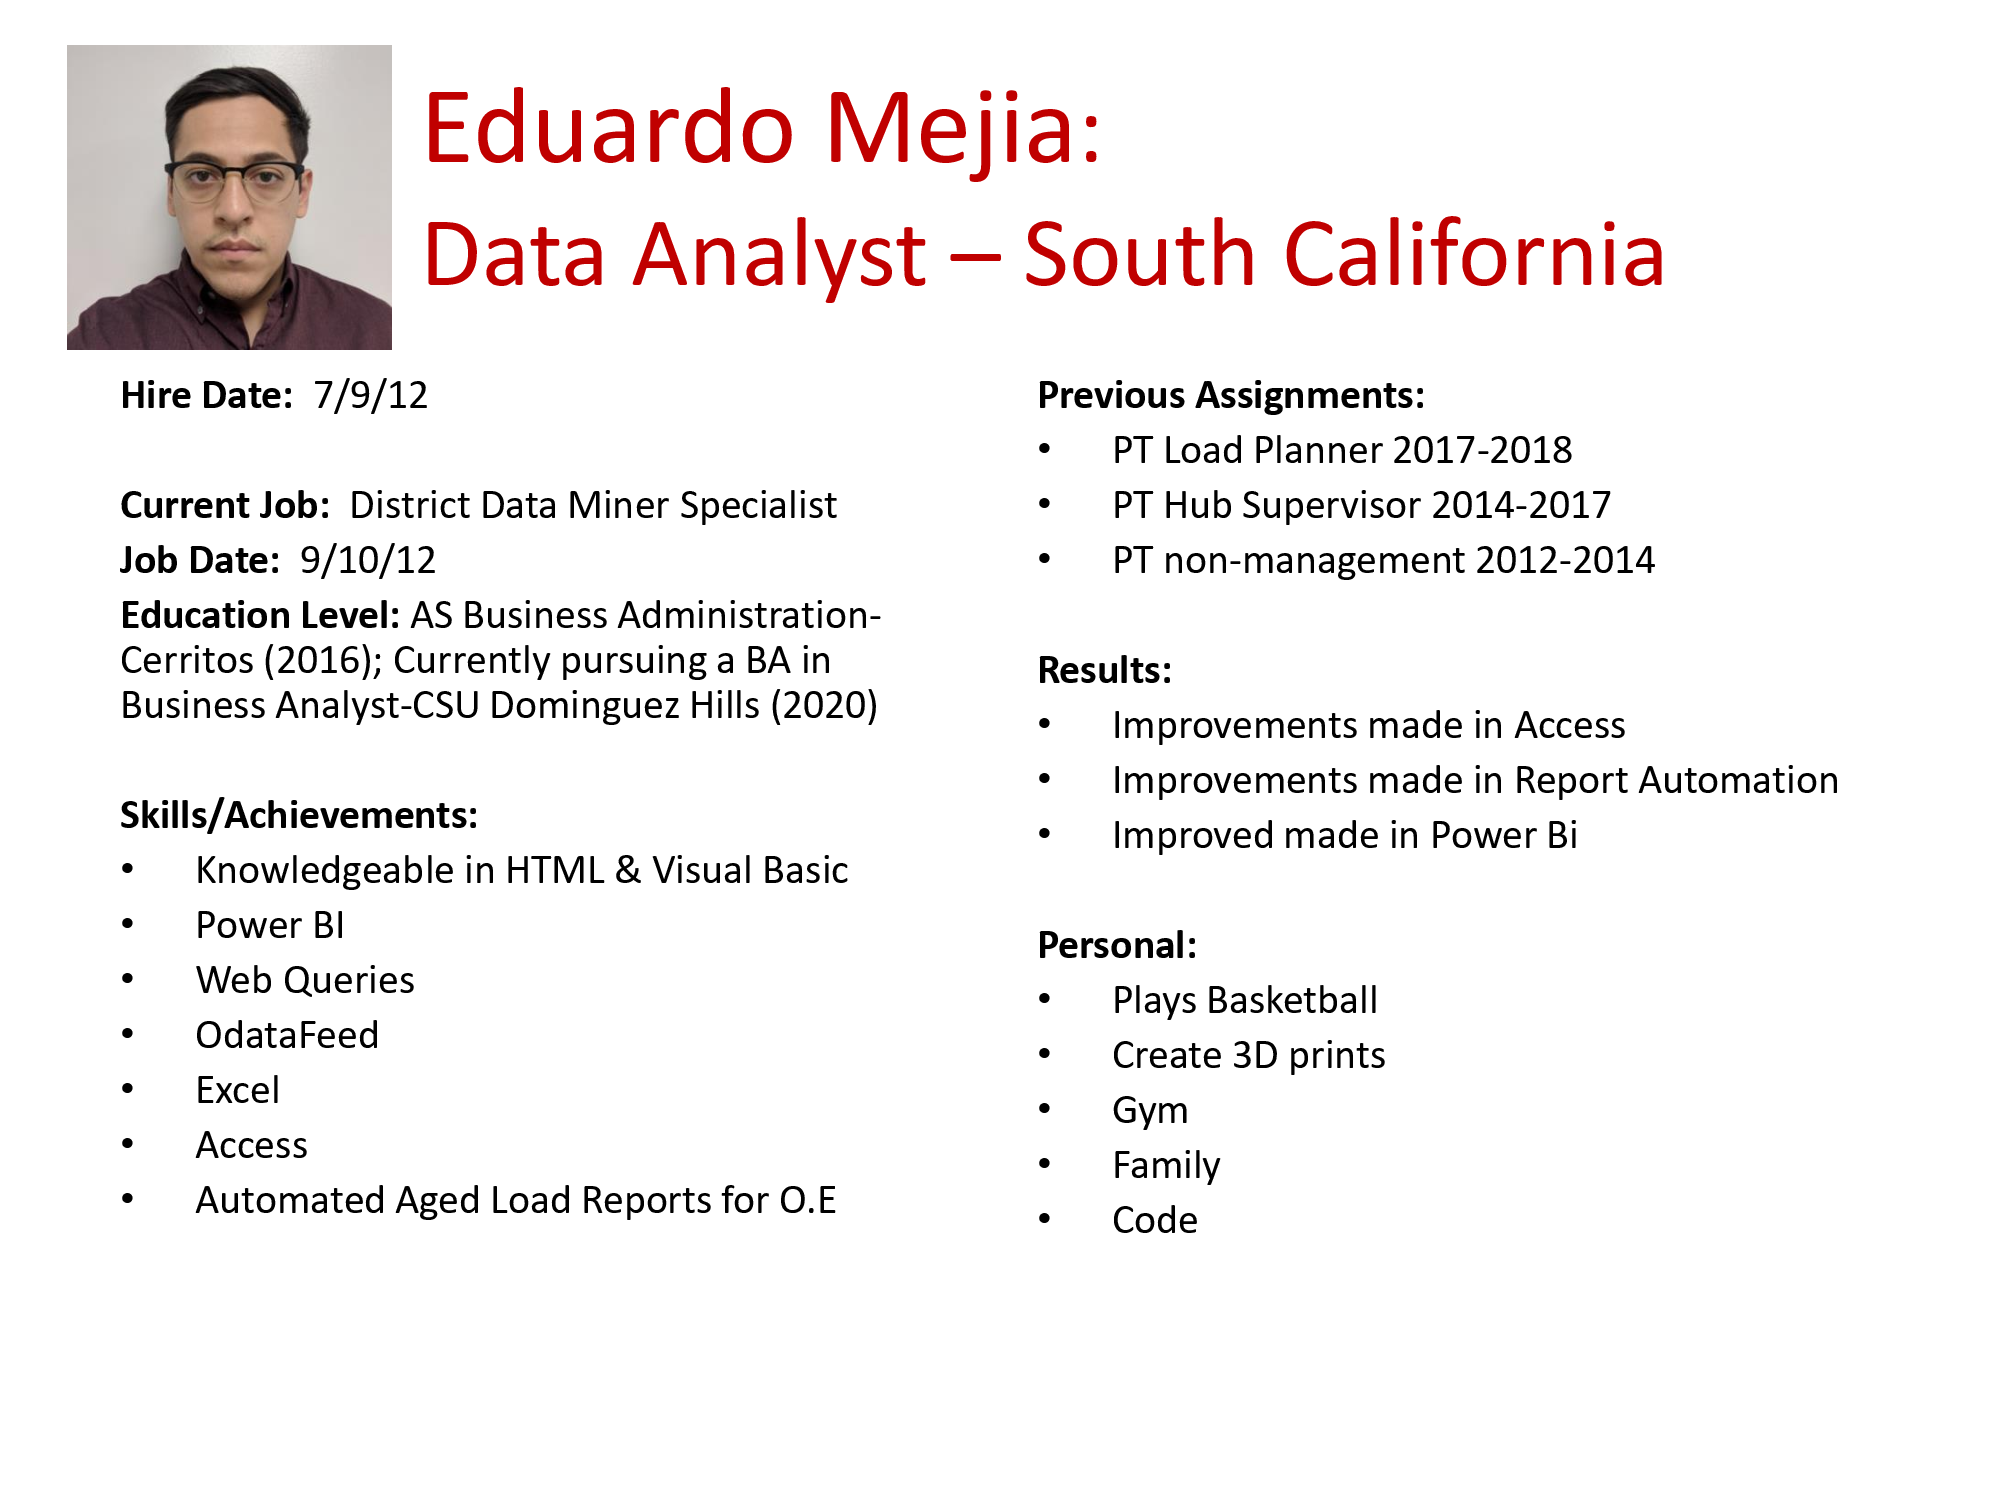 Eduardo Mejia:
Data Analyst – South California
Hire Date:  7/9/12
Current Job:  District Data Miner Specialist
Job Date:  9/10/12
Education Level: AS Business Administration-
Cerritos (2016); Currently pursuing a BA in
Business Analyst-CSU Dominguez Hills (2020)
Skills/Achievements:
• Knowledgeable in HTML & Visual Basic
• Power BI
• Web Queries
• OdataFeed
• Excel
• Access
• Automated Aged Load Reports for O.E
Previous Assignments:
• PT Load Planner 2017-2018
• PT Hub Supervisor 2014-2017
• PT non-management 2012-2014
Results:
• Improvements made in Access
• Improvements made in Report Automation
• Improved made in Power Bi
Personal:
• Plays Basketball
• Create 3D prints
• Gym
• Family
• Code